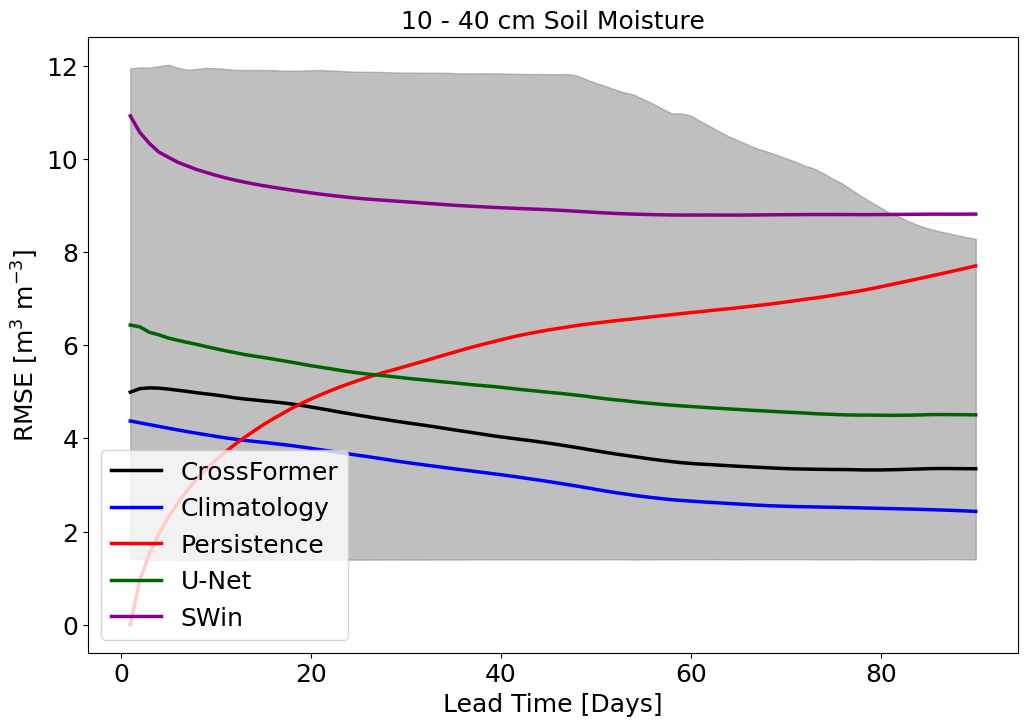 10 - 40 cm Soil Moisture
RMSE [m³ m⁻³]
12
10
8
6
4
2
0
CrossFormer
Climatology
Persistence
U-Net
SWin
0 20 40 60 80
Lead Time [Days]